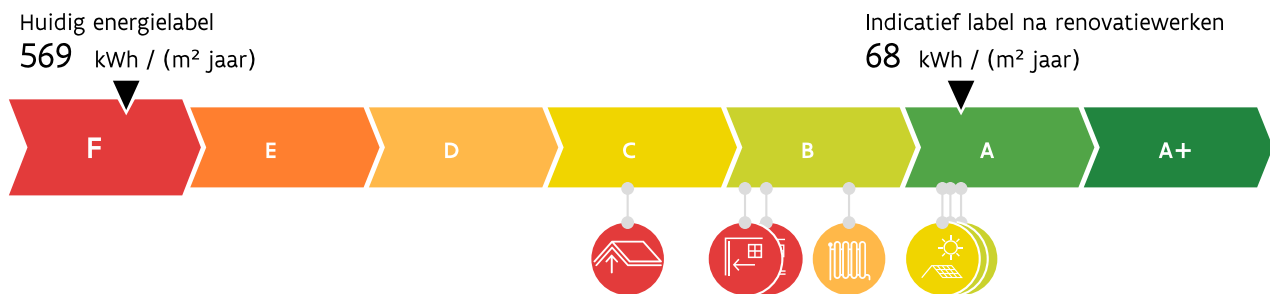 Huidig energielabel
569 kWh / (m² jaar)
Indicatief label na renovatiewerken
68 kWh / (m² jaar)
F E D C B A A+